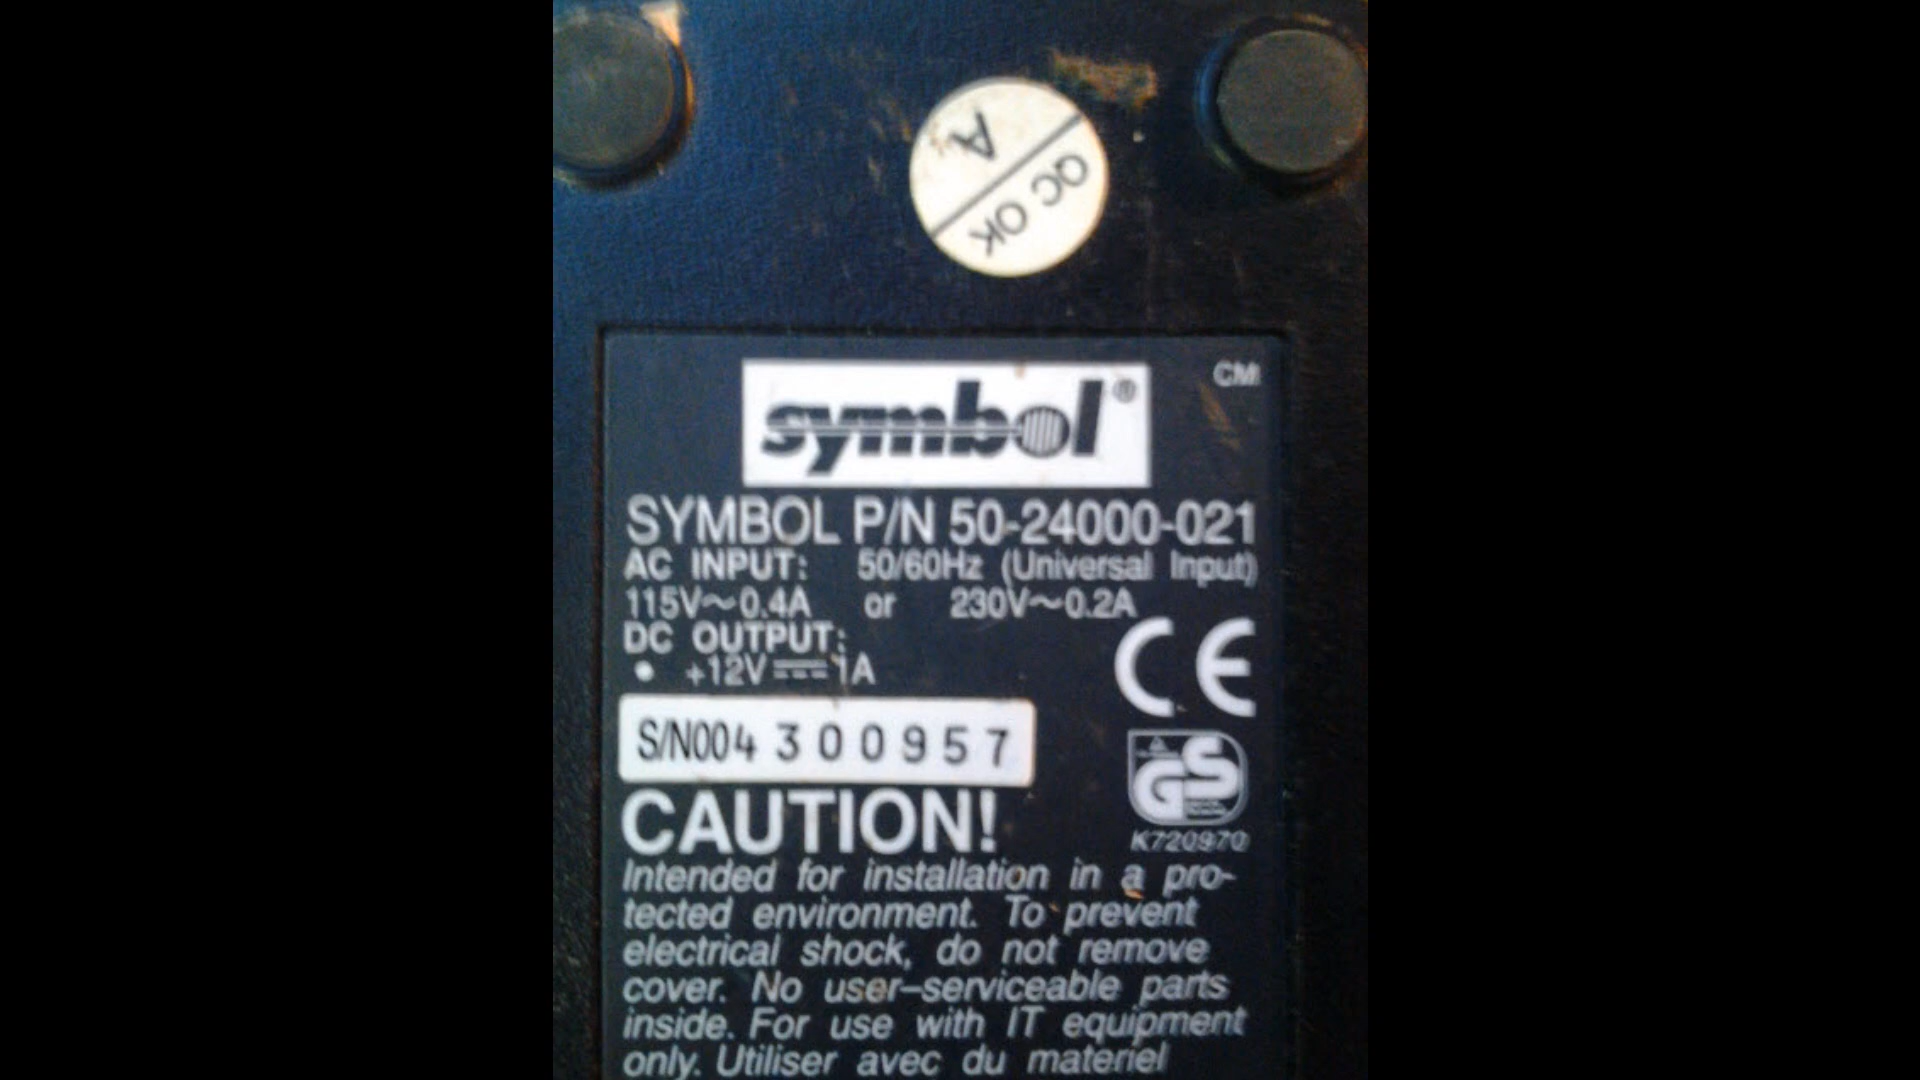 A
QC OK
symbol®
CM
SYMBOL P/N 50-24000-021
AC INPUT: 50/60Hz (Universal Input)
115V~0.4A or 230V~0.2A
DC OUTPUT:
• +12V⎓1A
CE
S/N004300957
GS
K720970
CAUTION!
Intended for installation in a pro-
tected environment. To prevent
electrical shock, do not remove
cover. No user–serviceable parts
inside. For use with IT equipment
only. Utiliser avec du materiel